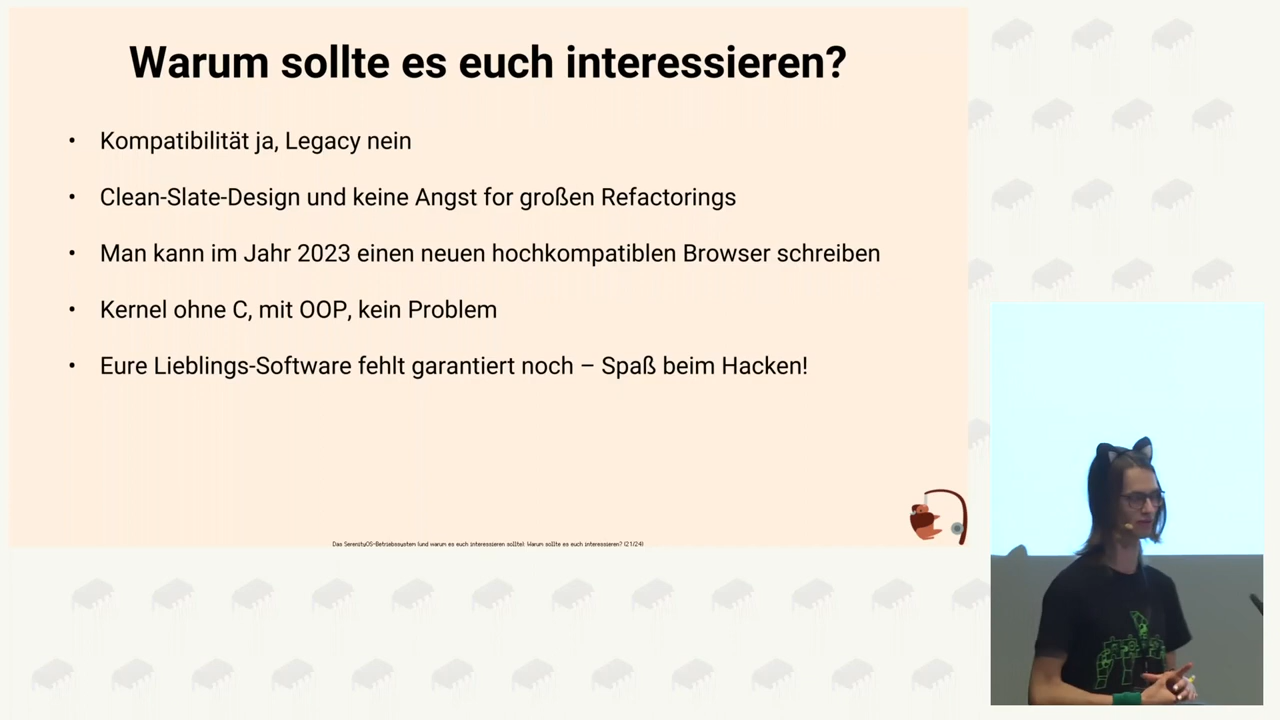 Warum sollte es euch interessieren?
• Kompatibilität ja, Legacy nein
• Clean-Slate-Design und keine Angst for großen Refactorings
• Man kann im Jahr 2023 einen neuen hochkompatiblen Browser schreiben
• Kernel ohne C, mit OOP, kein Problem
• Eure Lieblings-Software fehlt garantiert noch – Spaß beim Hacken!
Das SerenityOS-Betriebssystem (und warum es euch interessieren sollte): Warum sollte es euch interessieren? (21/24)